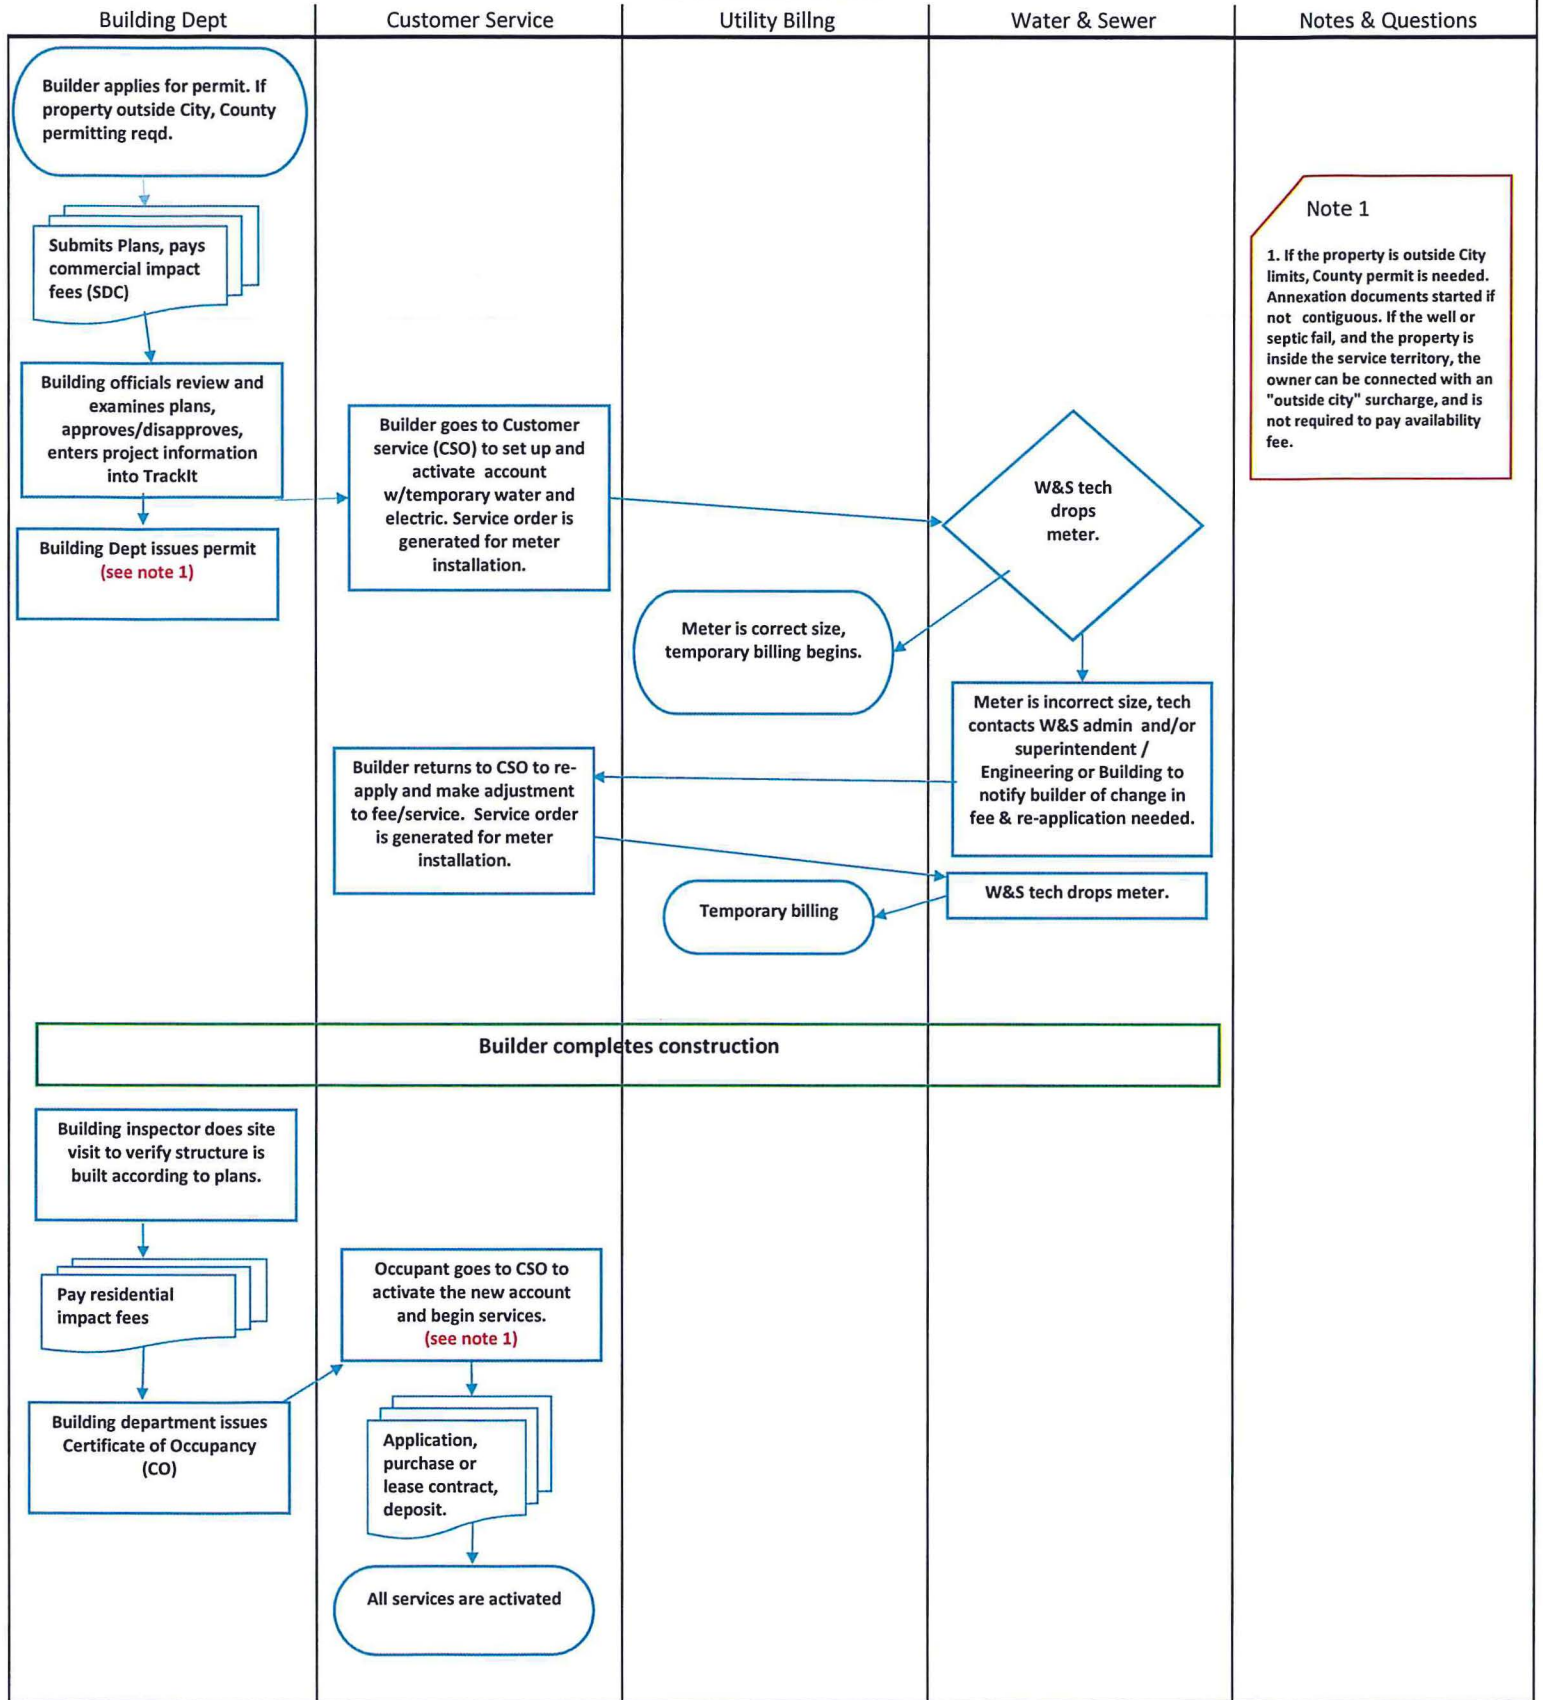 Building Dept
Customer Service
Utility Billng
Water & Sewer
Notes & Questions
Builder applies for permit. If
property outside City, County
permitting reqd.
Submits Plans, pays
commercial impact
fees (SDC)
Building officials review and
examines plans,
approves/disapproves,
enters project information
into TrackIt
Building Dept issues permit
(see note 1)
Builder goes to Customer
service (CSO) to set up and
activate account
w/temporary water and
electric. Service order is
generated for meter
installation.
W&S tech
drops
meter.
Note 1
1. If the property is outside City
limits, County permit is needed.
Annexation documents started if
not contiguous. If the well or
septic fail, and the property is
inside the service territory, the
owner can be connected with an
"outside city" surcharge, and is
not required to pay availability
fee.
Meter is correct size,
temporary billing begins.
Meter is incorrect size, tech
contacts W&S admin and/or
superintendent /
Engineering or Building to
notify builder of change in
fee & re-application needed.
Builder returns to CSO to re-
apply and make adjustment
to fee/service. Service order
is generated for meter
installation.
W&S tech drops meter.
Temporary billing
Builder completes construction
Building inspector does site
visit to verify structure is
built according to plans.
Pay residential
impact fees
Building department issues
Certificate of Occupancy
(CO)
Occupant goes to CSO to
activate the new account
and begin services.
(see note 1)
Application,
purchase or
lease contract,
deposit.
All services are activated